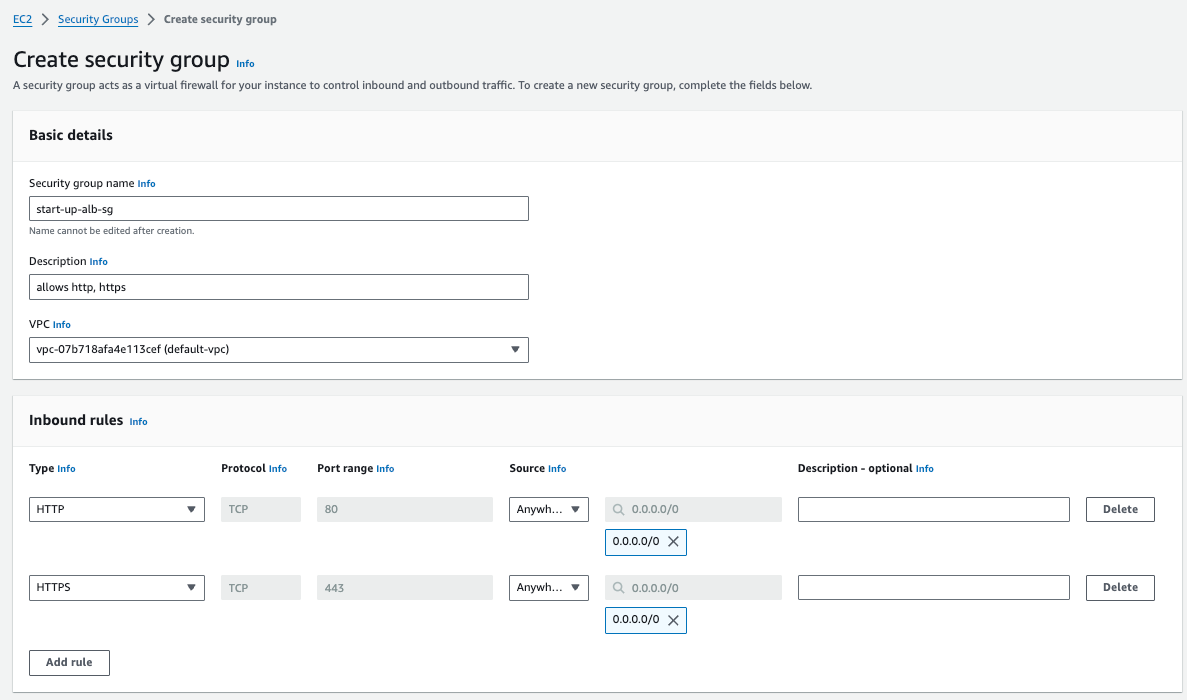 EC2 > Security Groups > Create security group
Create security group Info
A security group acts as a virtual firewall for your instance to control inbound and outbound traffic. To create a new security group, complete the fields below.
Basic details
Security group name Info
start-up-alb-sg
Name cannot be edited after creation.
Description Info
allows http, https
VPC Info
vpc-07b718afa4e113cef (default-vpc)
Inbound rules Info
Type Info Protocol Info Port range Info Source Info Description - optional Info
HTTP TCP 80 Anywh... 0.0.0.0/0 Delete
0.0.0.0/0
HTTPS TCP 443 Anywh... 0.0.0.0/0 Delete
0.0.0.0/0
Add rule